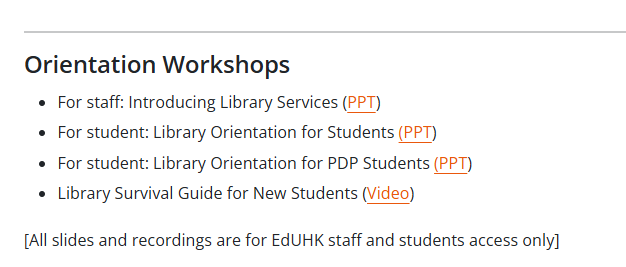 Orientation Workshops
• For staff: Introducing Library Services (PPT)
• For student: Library Orientation for Students (PPT)
• For student: Library Orientation for PDP Students (PPT)
• Library Survival Guide for New Students (Video)
[All slides and recordings are for EdUHK staff and students access only]